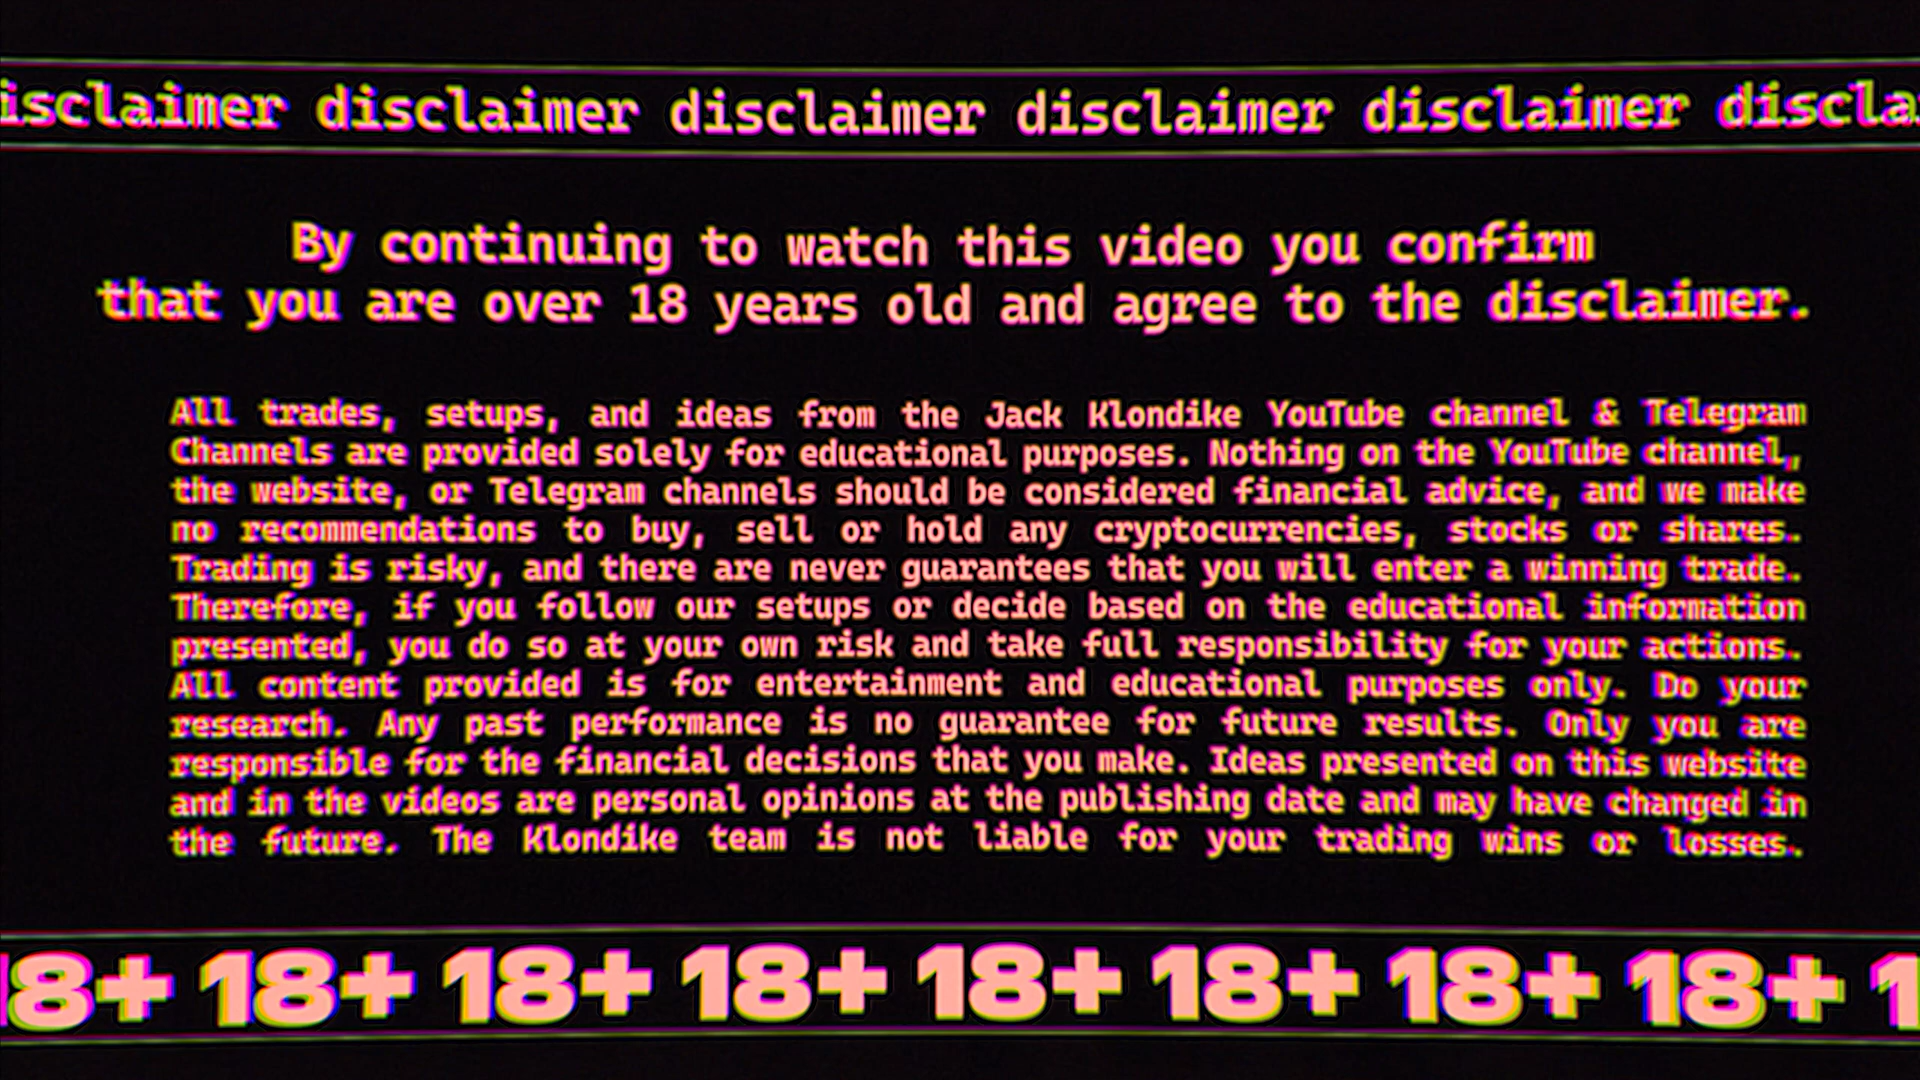 isclaimer disclaimer disclaimer disclaimer disclaimer discla
By continuing to watch this video you confirm
that you are over 18 years old and agree to the disclaimer.
All trades, setups, and ideas from the Jack Klondike YouTube channel & Telegram
Channels are provided solely for educational purposes. Nothing on the YouTube channel,
the website, or Telegram channels should be considered financial advice, and we make
no recommendations to buy, sell or hold any cryptocurrencies, stocks or shares.
Trading is risky, and there are never guarantees that you will enter a winning trade.
Therefore, if you follow our setups or decide based on the educational information
presented, you do so at your own risk and take full responsibility for your actions.
All content provided is for entertainment and educational purposes only. Do your
research. Any past performance is no guarantee for future results. Only you are
responsible for the financial decisions that you make. Ideas presented on this website
and in the videos are personal opinions at the publishing date and may have changed in
the future. The Klondike team is not liable for your trading wins or losses.
18+ 18+ 18+ 18+ 18+ 18+ 18+ 18+ 1